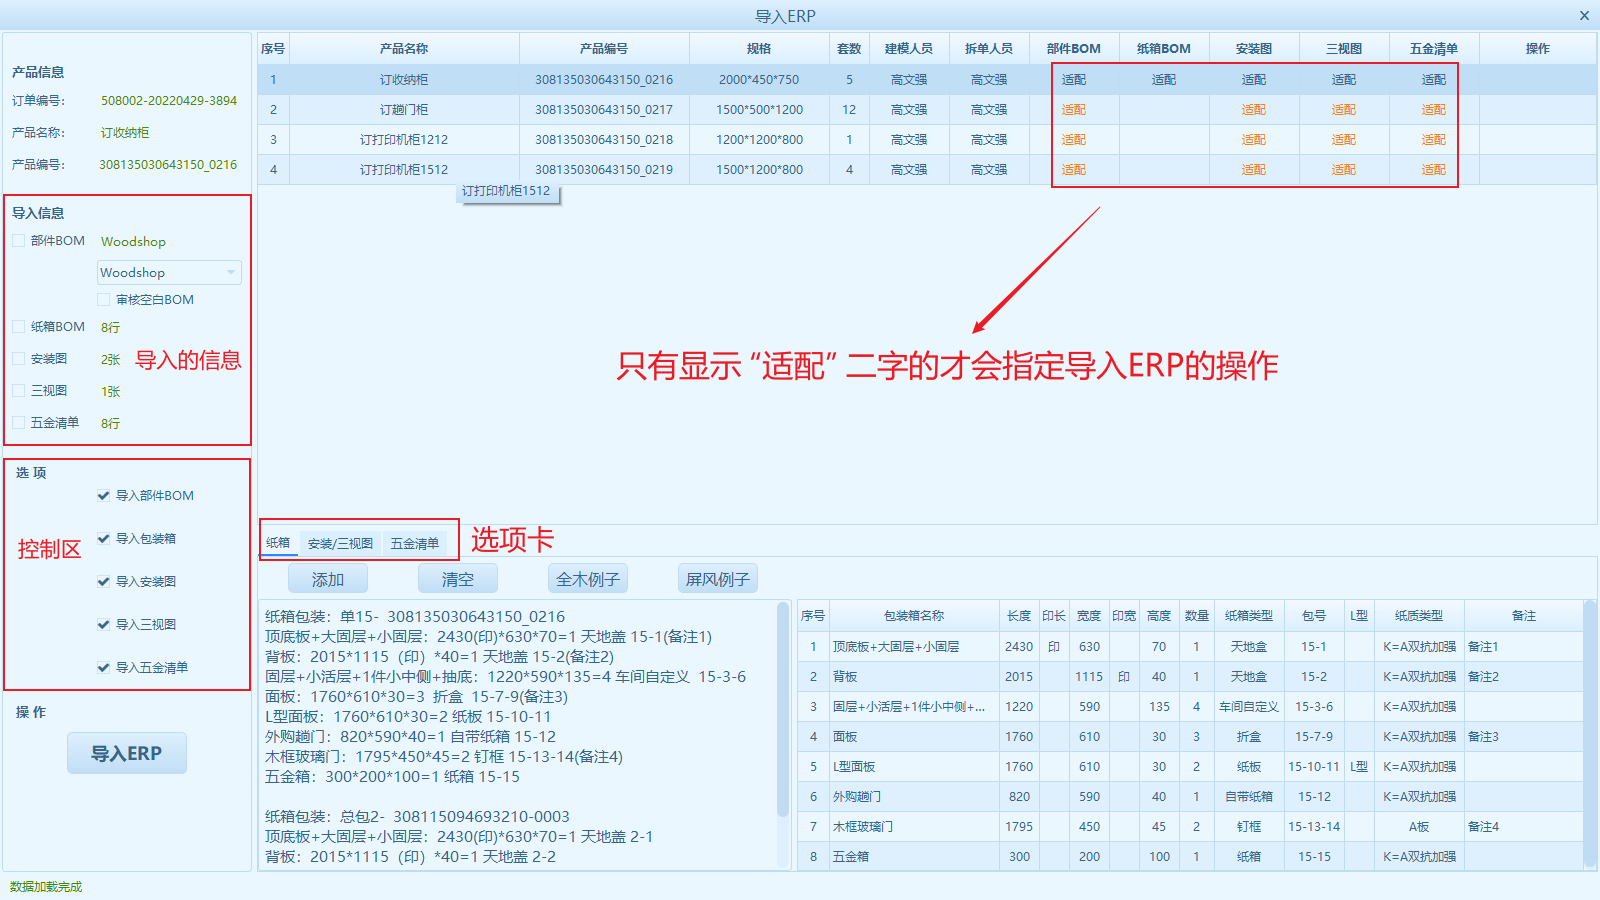 导入ERP
产品信息
订单编号： 508002-20220429-3894
产品名称： 订收纳柜
产品编号： 308135030643150_0216
导入信息
部件BOM Woodshop
Woodshop
审核空白BOM
纸箱BOM 8行
安装图 2张
导入的信息
三视图 1张
五金清单 8行
选 项
导入部件BOM
导入包装箱
控制区
导入安装图
导入三视图
导入五金清单
操 作
导入ERP
数据加载完成
序号 产品名称 产品编号 规格 套数 建模人员 拆单人员 部件BOM 纸箱BOM 安装图 三视图 五金清单 操作
1 订收纳柜 308135030643150_0216 2000*450*750 5 高文强 高文强 适配 适配 适配 适配 适配
2 订趟门柜 308135030643150_0217 1500*500*1200 12 高文强 高文强 适配 适配 适配 适配
3 订打印机柜1212 308135030643150_0218 1200*1200*800 1 高文强 高文强 适配 适配 适配 适配
4 订打印机柜1512 308135030643150_0219 1500*1200*800 4 高文强 高文强 适配 适配 适配 适配
订打印机柜1512
只有显示 “适配” 二字的才会指定导入ERP的操作
纸箱 安装/三视图 五金清单
选项卡
添加 清空 全木例子 屏风例子
纸箱包装：单15- 308135030643150_0216
顶底板+大固层+小固层：2430(印)*630*70=1 天地盖 15-1(备注1)
背板：2015*1115（印）*40=1 天地盖 15-2(备注2)
固层+小活层+1件小中侧+抽底：1220*590*135=4 车间自定义 15-3-6
面板：1760*610*30=3 折盒 15-7-9(备注3)
L型面板：1760*610*30=2 纸板 15-10-11
外购趟门：820*590*40=1 自带纸箱 15-12
木框玻璃门：1795*450*45=2 钉框 15-13-14(备注4)
五金箱：300*200*100=1 纸箱 15-15
纸箱包装：总包2- 308115094693210-0003
顶底板+大固层+小固层：2430(印)*630*70=1 天地盖 2-1
背板：2015*1115（印）*40=1 天地盖 2-2
序号 包装箱名称 长度 印长 宽度 印宽 高度 数量 纸箱类型 包号 L型 纸质类型 备注
1 顶底板+大固层+小固层 2430 印 630 70 1 天地盒 15-1 K=A双抗加强 备注1
2 背板 2015 1115 印 40 1 天地盒 15-2 K=A双抗加强 备注2
3 固层+小活层+1件小中侧+... 1220 590 135 4 车间自定义 15-3-6 K=A双抗加强
4 面板 1760 610 30 3 折盒 15-7-9 K=A双抗加强 备注3
5 L型面板 1760 610 30 2 纸板 15-10-11 L型 K=A双抗加强
6 外购趟门 820 590 40 1 自带纸箱 15-12 K=A双抗加强
7 木框玻璃门 1795 450 45 2 钉框 15-13-14 A板 备注4
8 五金箱 300 200 100 1 纸箱 15-15 K=A双抗加强